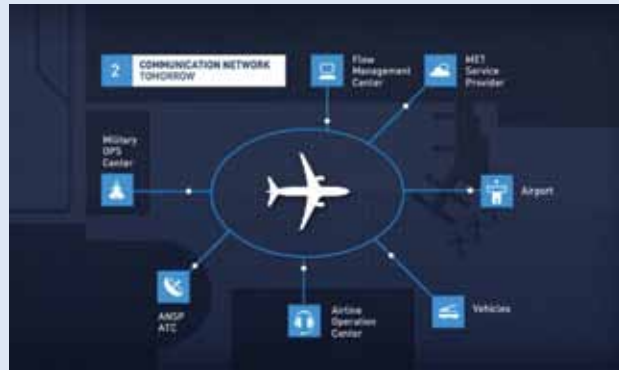 2
COMMUNICATION NETWORK
TOMORROW
Flow
Management
Center
MET
Service
Provider
Military
OPS
Center
Airport
ANSP
ATC
Airline
Operation
Center
Vehicles